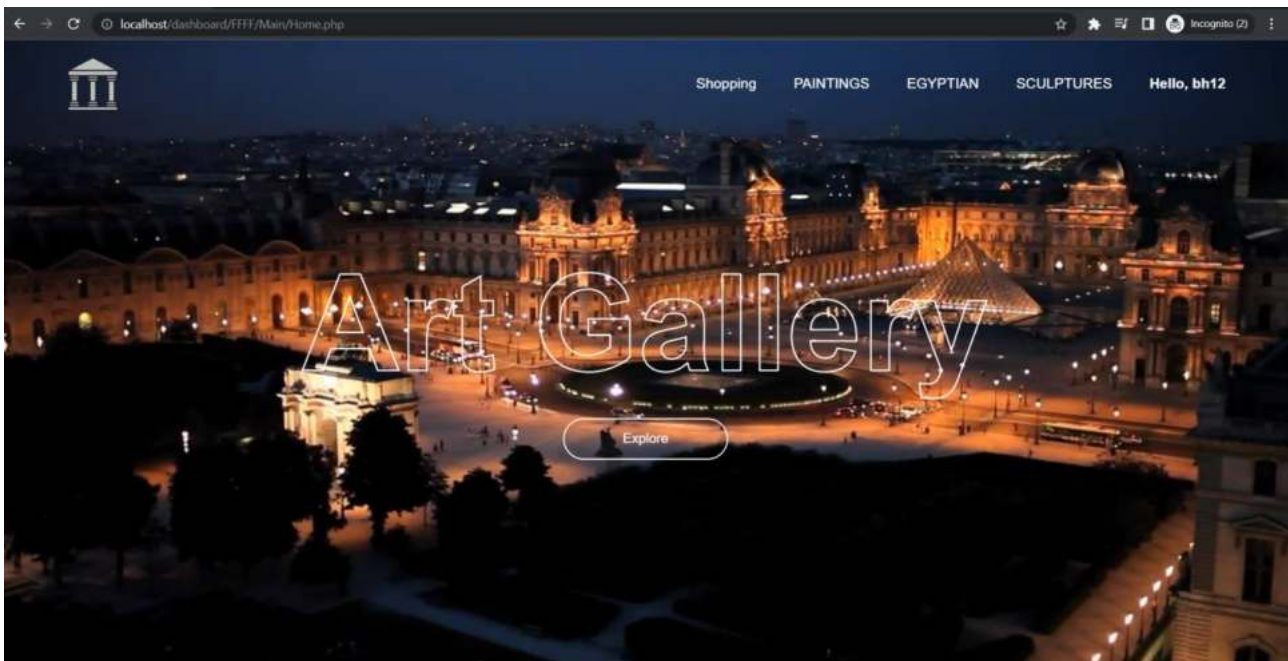 localhost/dashboard/FFFF/Main/Home.php
Incognito (2)
Shopping PAINTINGS EGYPTIAN SCULPTURES Hello, bh12
Art Gallery
Explore